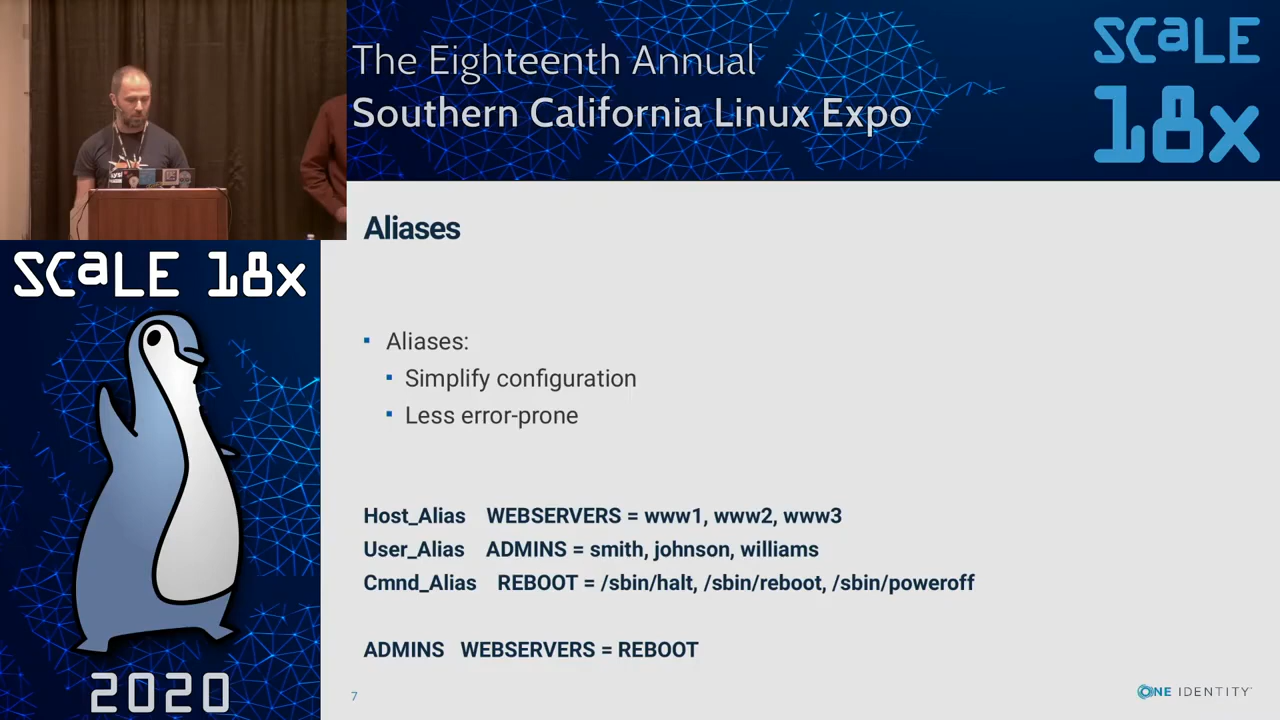 The Eighteenth Annual
Southern California Linux Expo
SCaLE
18x
SCaLE 18x
2020
Aliases
Aliases:
Simplify configuration
Less error-prone
Host_Alias WEBSERVERS = www1, www2, www3
User_Alias ADMINS = smith, johnson, williams
Cmnd_Alias REBOOT = /sbin/halt, /sbin/reboot, /sbin/poweroff
ADMINS WEBSERVERS = REBOOT
7
ONE IDENTITY